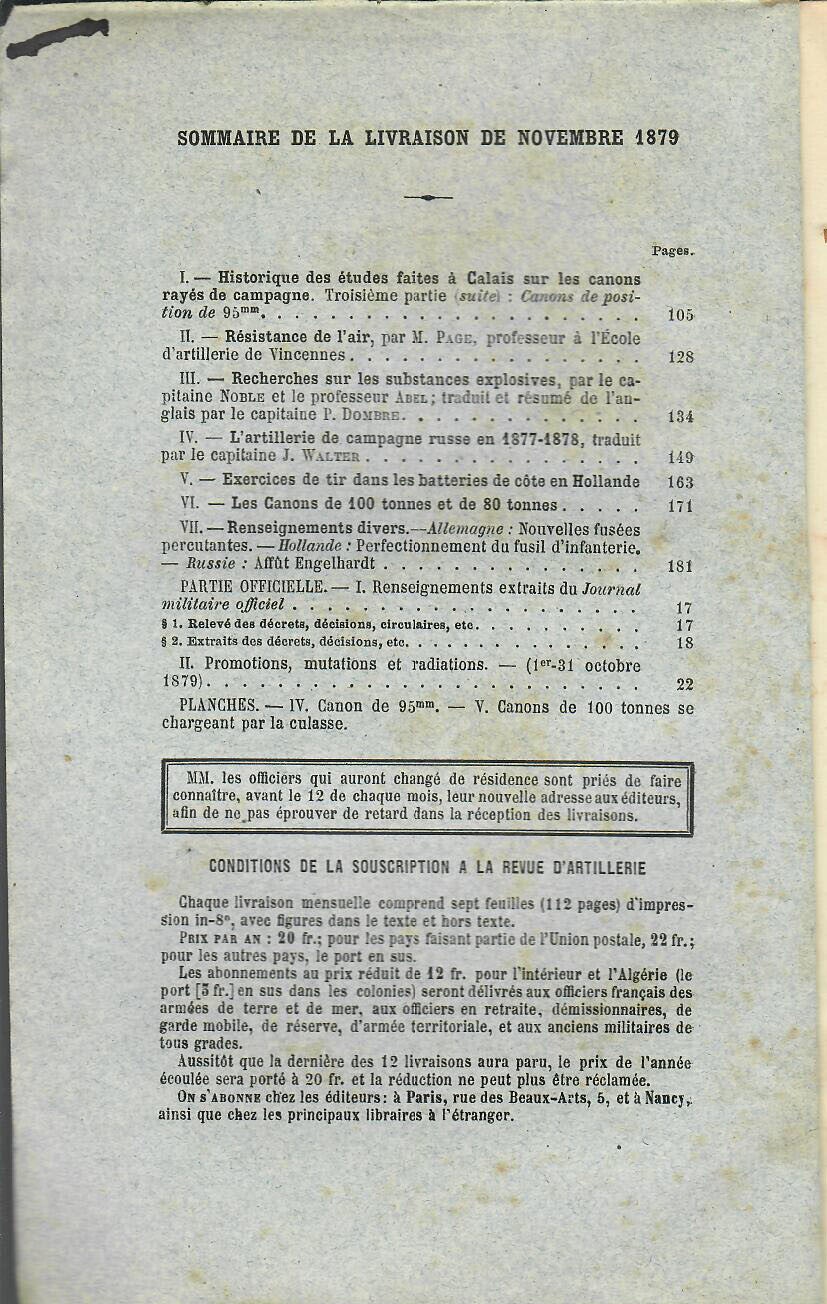 SOMMAIRE DE LA LIVRAISON DE NOVEMBRE 1879
Pages.
I. — Historique des études faites à Calais sur les canons
rayés de campagne. Troisième partie (suite) : Canons de posi-
tion de 95mm. . . . . . . . . . . . . . . . . . . . . . 105
II. — Résistance de l'air, par M. PAGE, professeur à l'École
d'artillerie de Vincennes. . . . . . . . . . . . . . . . . 128
III. — Recherches sur les substances explosives, par le ca-
pitaine NOBLE et le professeur ABEL; traduit et résumé de l'an-
glais par le capitaine P. DOMBRE. . . . . . . . . . . . . . 134
IV. — L'artillerie de campagne russe en 1877-1878, traduit
par le capitaine J. WALTER . . . . . . . . . . . . . . . . 149
V. — Exercices de tir dans les batteries de côte en Hollande 163
VI. — Les Canons de 100 tonnes et de 80 tonnes . . . . . 171
VII. — Renseignements divers. — Allemagne : Nouvelles fusées
percutantes. — Hollande : Perfectionnement du fusil d'infanterie.
— Russie : Affût Engelhardt . . . . . . . . . . . . . . . 181
PARTIE OFFICIELLE. — I. Renseignements extraits du Journal
militaire officiel . . . . . . . . . . . . . . . . . . . . 17
§ 1. Relevé des décrets, décisions, circulaires, etc. . . . . . . . . . . 17
§ 2. Extraits des décrets, décisions, etc. . . . . . . . . . . . . . . . 18
II. Promotions, mutations et radiations. — (1er-31 octobre
1879). . . . . . . . . . . . . . . . . . . . . . . . . 22
PLANCHES. — IV. Canon de 95mm. — V. Canons de 100 tonnes se
chargeant par la culasse.
MM. les officiers qui auront changé de résidence sont priés de faire
connaître, avant le 12 de chaque mois, leur nouvelle adresse aux éditeurs,
afin de ne pas éprouver de retard dans la réception des livraisons.
CONDITIONS DE LA SOUSCRIPTION A LA REVUE D'ARTILLERIE
Chaque livraison mensuelle comprend sept feuilles (112 pages) d'impres-
sion in-8°, avec figures dans le texte et hors texte.
PRIX PAR AN : 20 fr.; pour les pays faisant partie de l'Union postale, 22 fr.;
pour les autres pays, le port en sus.
Les abonnements au prix réduit de 12 fr. pour l'intérieur et l'Algérie (le
port [3 fr.] en sus dans les colonies) seront délivrés aux officiers français des
armées de terre et de mer, aux officiers en retraite, démissionnaires, de
garde mobile, de réserve, d'armée territoriale, et aux anciens militaires de
tous grades.
Aussitôt que la dernière des 12 livraisons aura paru, le prix de l'année
écoulée sera porté à 20 fr. et la réduction ne peut plus être réclamée.
ON S'ABONNE chez les éditeurs : à Paris, rue des Beaux-Arts, 5, et à Nancy,
ainsi que chez les principaux libraires à l'étranger.